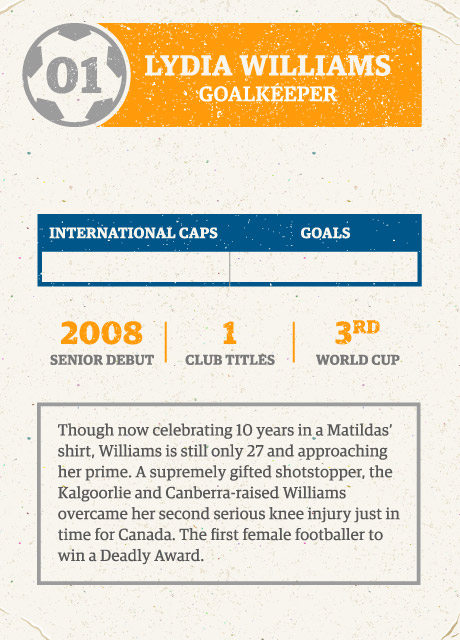 01
LYDIA WILLIAMS
GOALKEEPER
INTERNATIONAL CAPS GOALS
2008 1 3RD
SENIOR DEBUT CLUB TITLES WORLD CUP
Though now celebrating 10 years in a Matildas’
shirt, Williams is still only 27 and approaching
her prime. A supremely gifted shotstopper, the
Kalgoorlie and Canberra-raised Williams
overcame her second serious knee injury just in
time for Canada. The first female footballer to
win a Deadly Award.